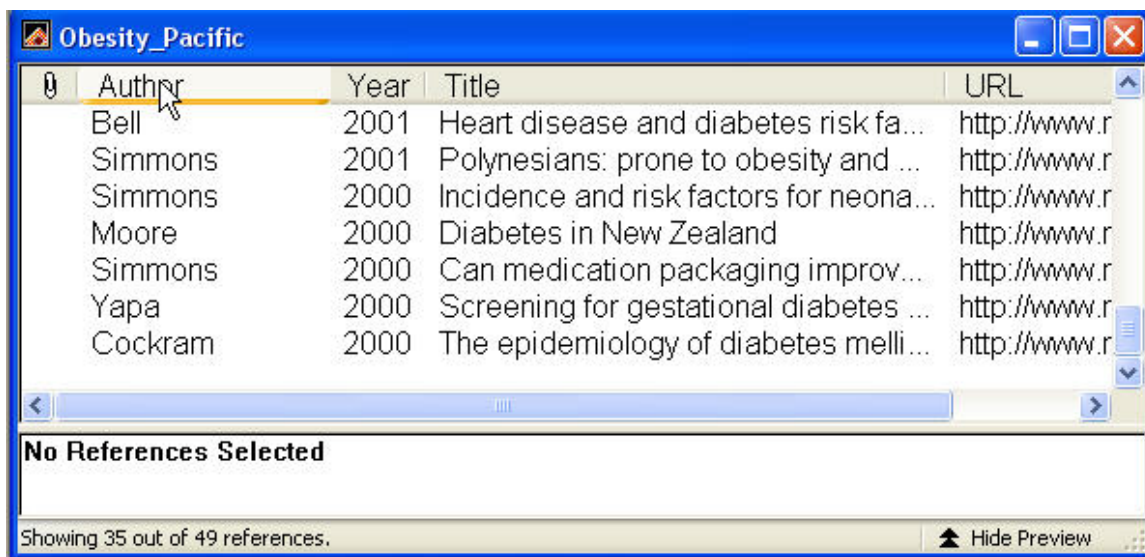 Obesity_Pacific
Author Year Title URL
Bell 2001 Heart disease and diabetes risk fa... http://www.r
Simmons 2001 Polynesians: prone to obesity and ... http://www.r
Simmons 2000 Incidence and risk factors for neona... http://www.r
Moore 2000 Diabetes in New Zealand http://www.r
Simmons 2000 Can medication packaging improv... http://www.r
Yapa 2000 Screening for gestational diabetes ... http://www.r
Cockram 2000 The epidemiology of diabetes melli... http://www.r
No References Selected
Showing 35 out of 49 references. Hide Preview